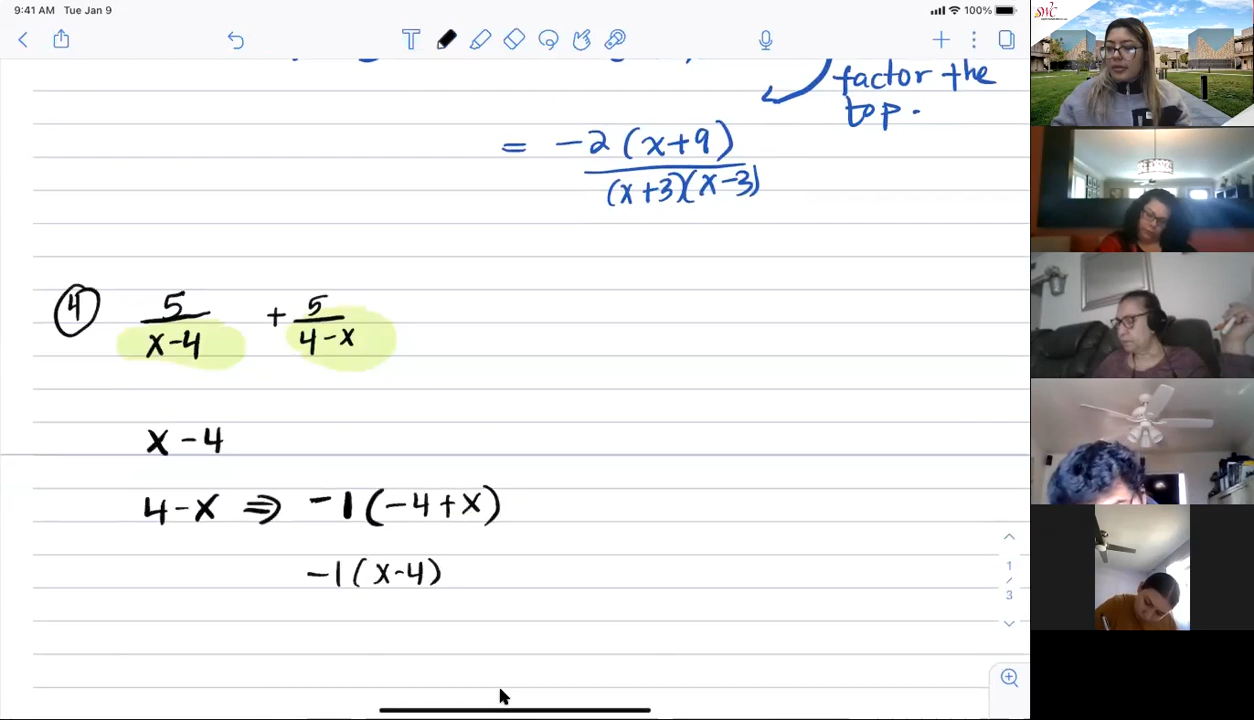 9:41 AM Tue Jan 9
100%
T
factor the
top.
= -2(x+9)
(x+3)(x-3)
④ 5 + 5
x-4 4-x
x-4
4-x ⇒ -1(-4+x)
-1(x-4)
1
/
3
SWC